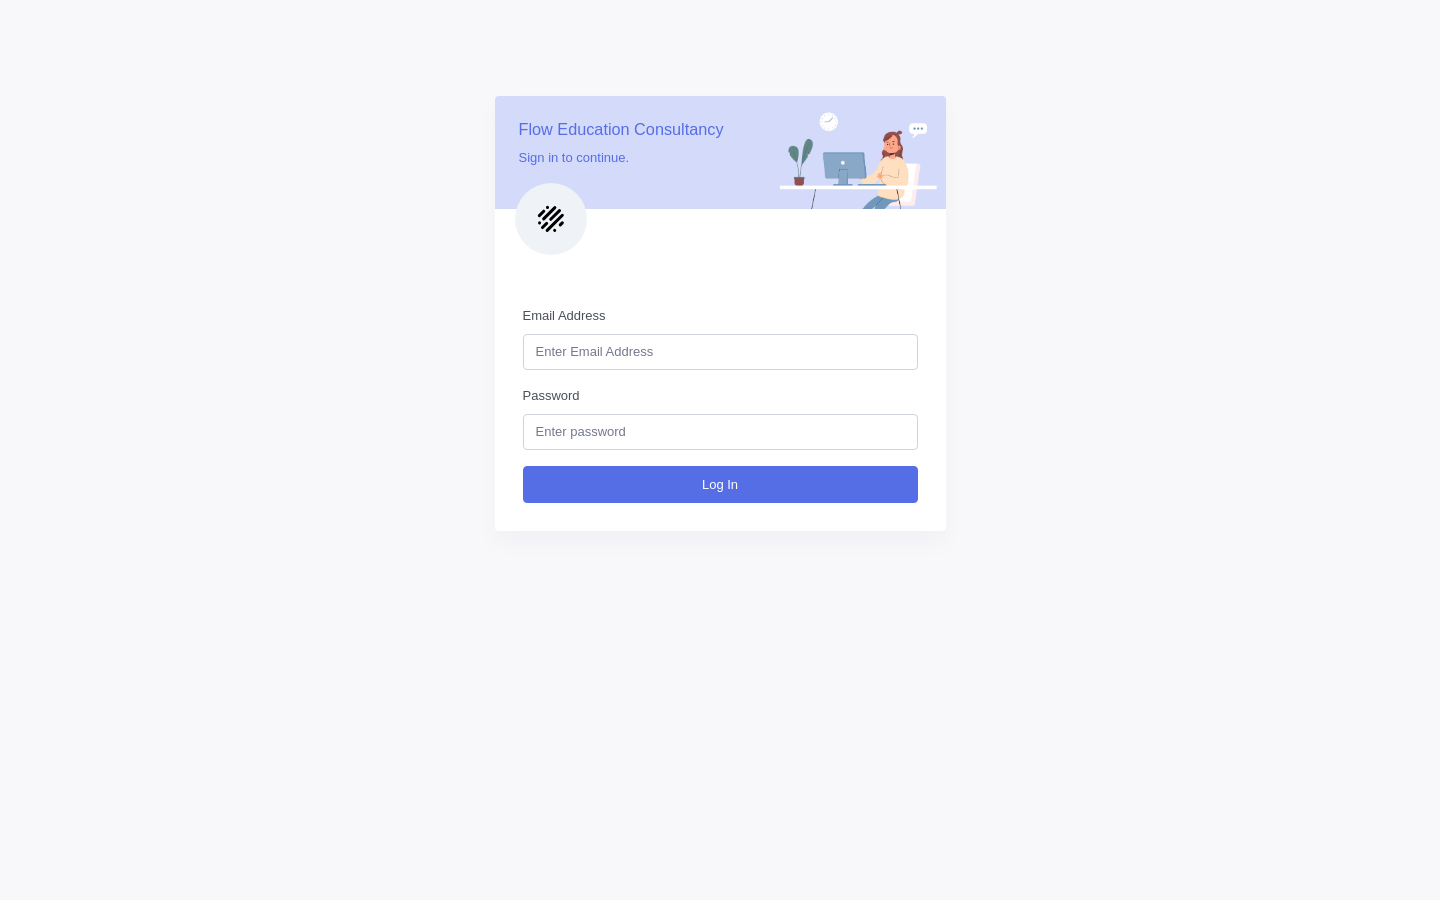 Flow Education Consultancy
Sign in to continue.
Email Address
Enter Email Address
Password
Enter password
Log In